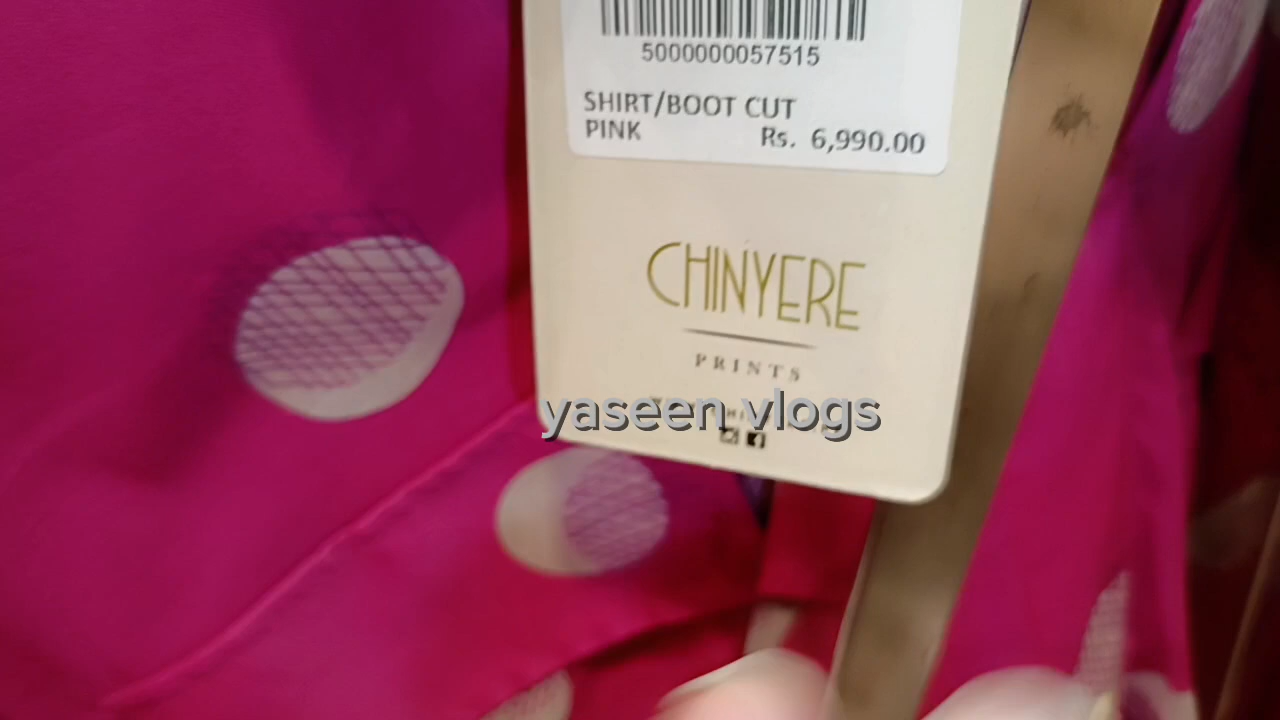 5000000057515
SHIRT/BOOT CUT
PINK Rs. 6,990.00
CHINYERE
PRINTS
yaseen vlogs